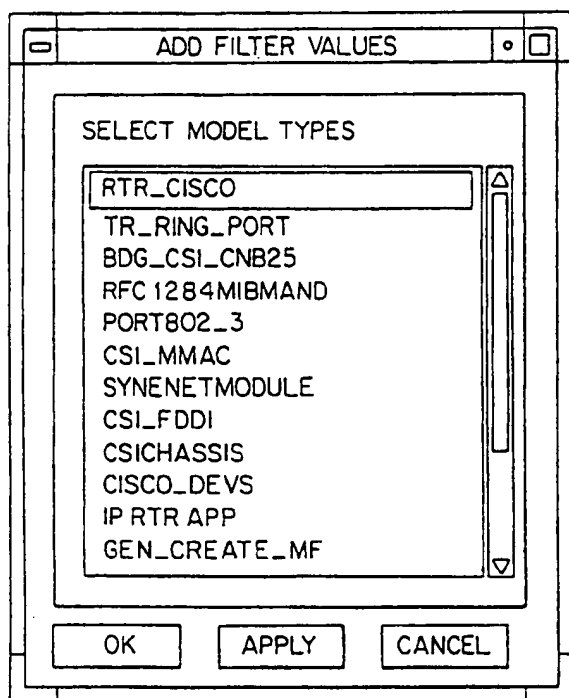 ADD FILTER VALUES
SELECT MODEL TYPES
RTR_CISCO
TR_RING_PORT
BDG_CSI_CNB25
RFC1284MIBMAND
PORT802_3
CSI_MMAC
SYNENETMODULE
CSI_FDDI
CSICHASSIS
CISCO_DEVS
IP RTR APP
GEN_CREATE_MF
OK APPLY CANCEL